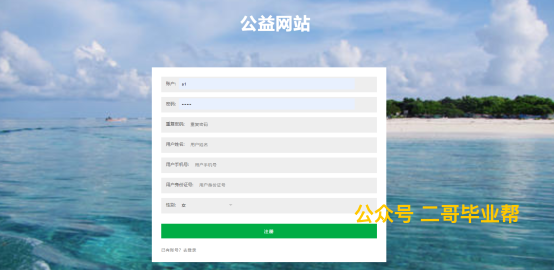 公益网站
账户： a1
密码： ••••
重复密码： 重复密码
用户姓名： 用户姓名
用户手机号： 用户手机号
用户身份证号： 用户身份证号
性别： 女
公众号 二哥毕业帮
注册
已有账号？去登录